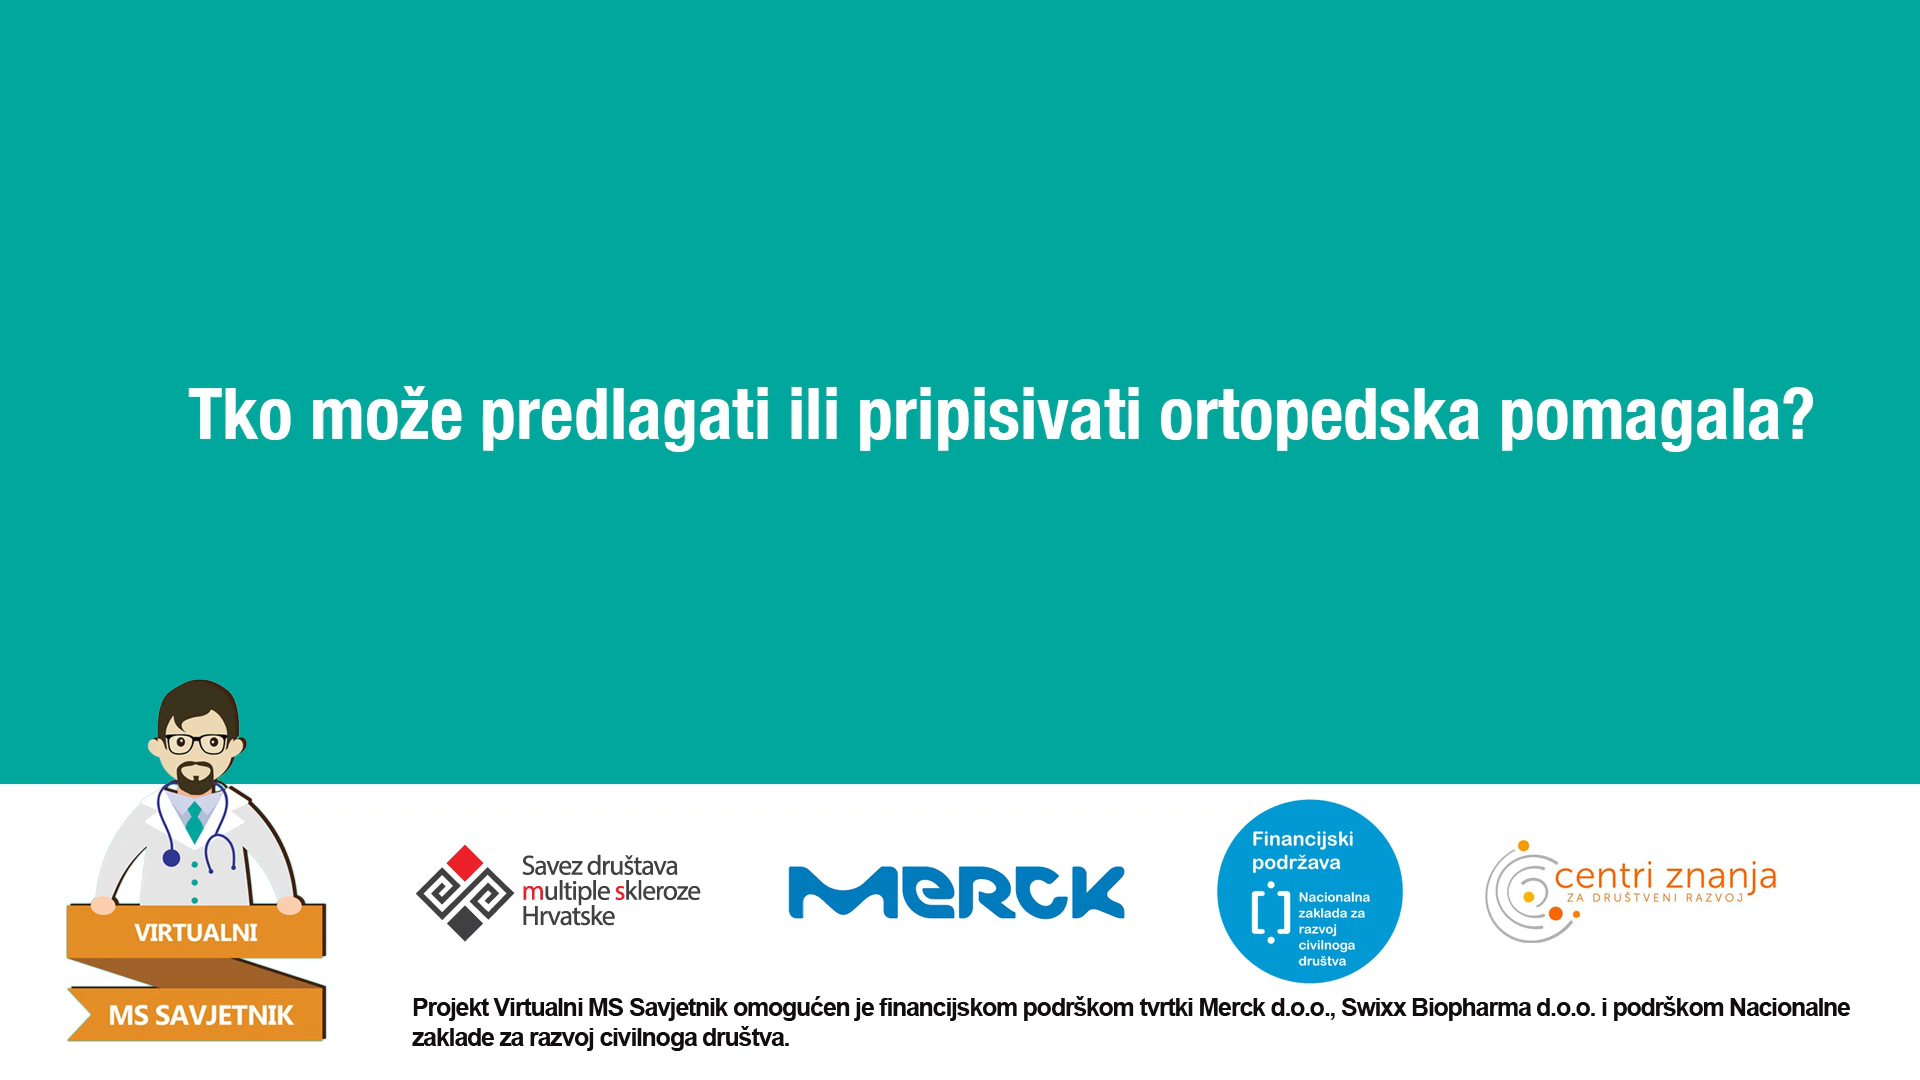 Tko može predlagati ili pripisivati ortopedska pomagala?
VIRTUALNI
MS SAVJETNIK
Savez društava
multiple skleroze
Hrvatske
MERCK
Financijski
podržava
Nacionalna
zaklada za
razvoj
civilnoga
društva
centri znanja
ZA DRUŠTVENI RAZVOJ
Projekt Virtualni MS Savjetnik omogućen je financijskom podrškom tvrtki Merck d.o.o., Swixx Biopharma d.o.o. i podrškom Nacionalne
zaklade za razvoj civilnoga društva.